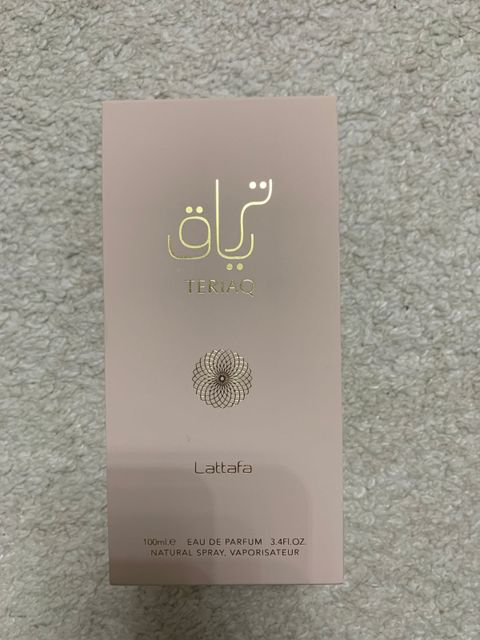 ترياق
TERIAQ
Lattafa
100ml.e EAU DE PARFUM 3.4Fl.OZ.
NATURAL SPRAY, VAPORISATEUR